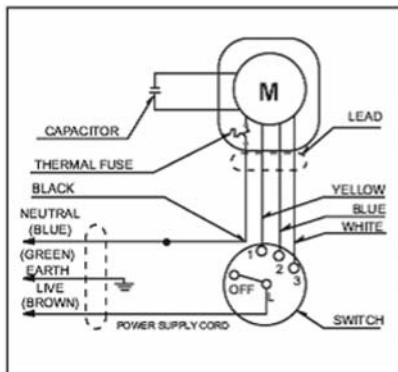 M
LEAD
CAPACITOR
THERMAL FUSE
BLACK
YELLOW
NEUTRAL
BLUE
(BLUE)
WHITE
(GREEN)
1
2
EARTH
3
LIVE
OFF
L
(BROWN)
POWER SUPPLY CORD
SWITCH